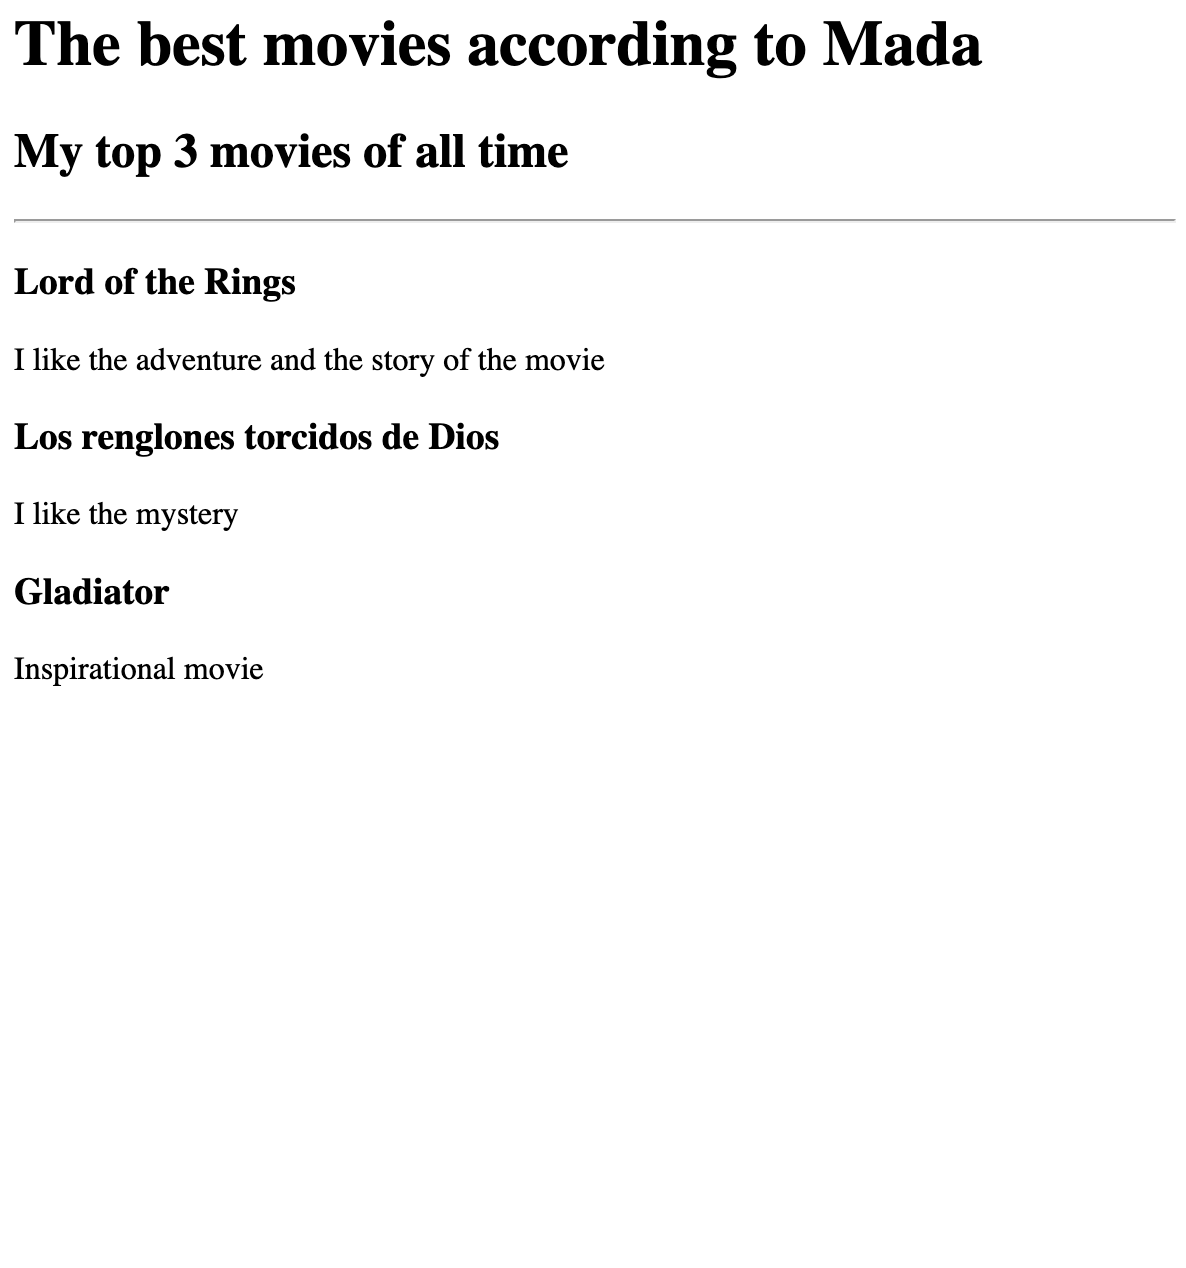 The best movies according to Mada
My top 3 movies of all time
Lord of the Rings
I like the adventure and the story of the movie
Los renglones torcidos de Dios
I like the mystery
Gladiator
Inspirational movie